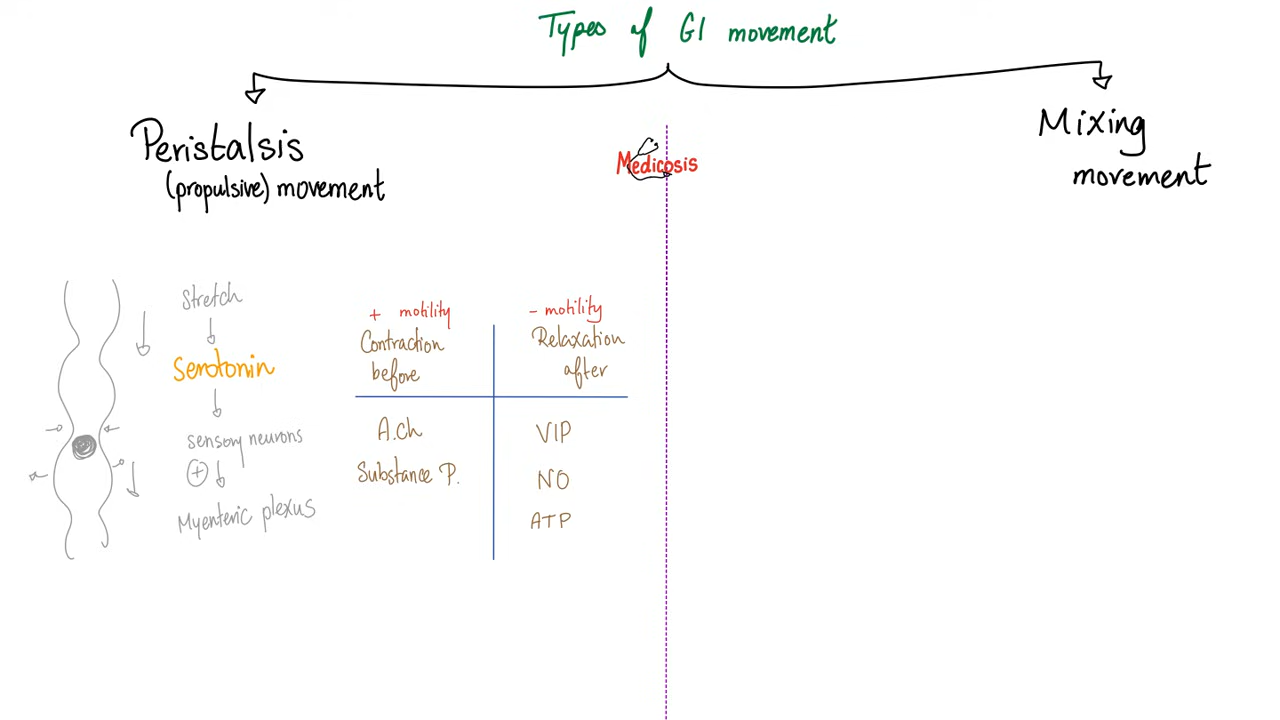 Types of GI movement
Peristalsis
(propulsive) movement
Medicosis
Mixing
movement
Stretch
Serotonin
sensory neurons
+
Myenteric plexus
+ motility
- motility
Contraction
before
Relaxation
after
A.ch
VIP
Substance P.
NO
ATP